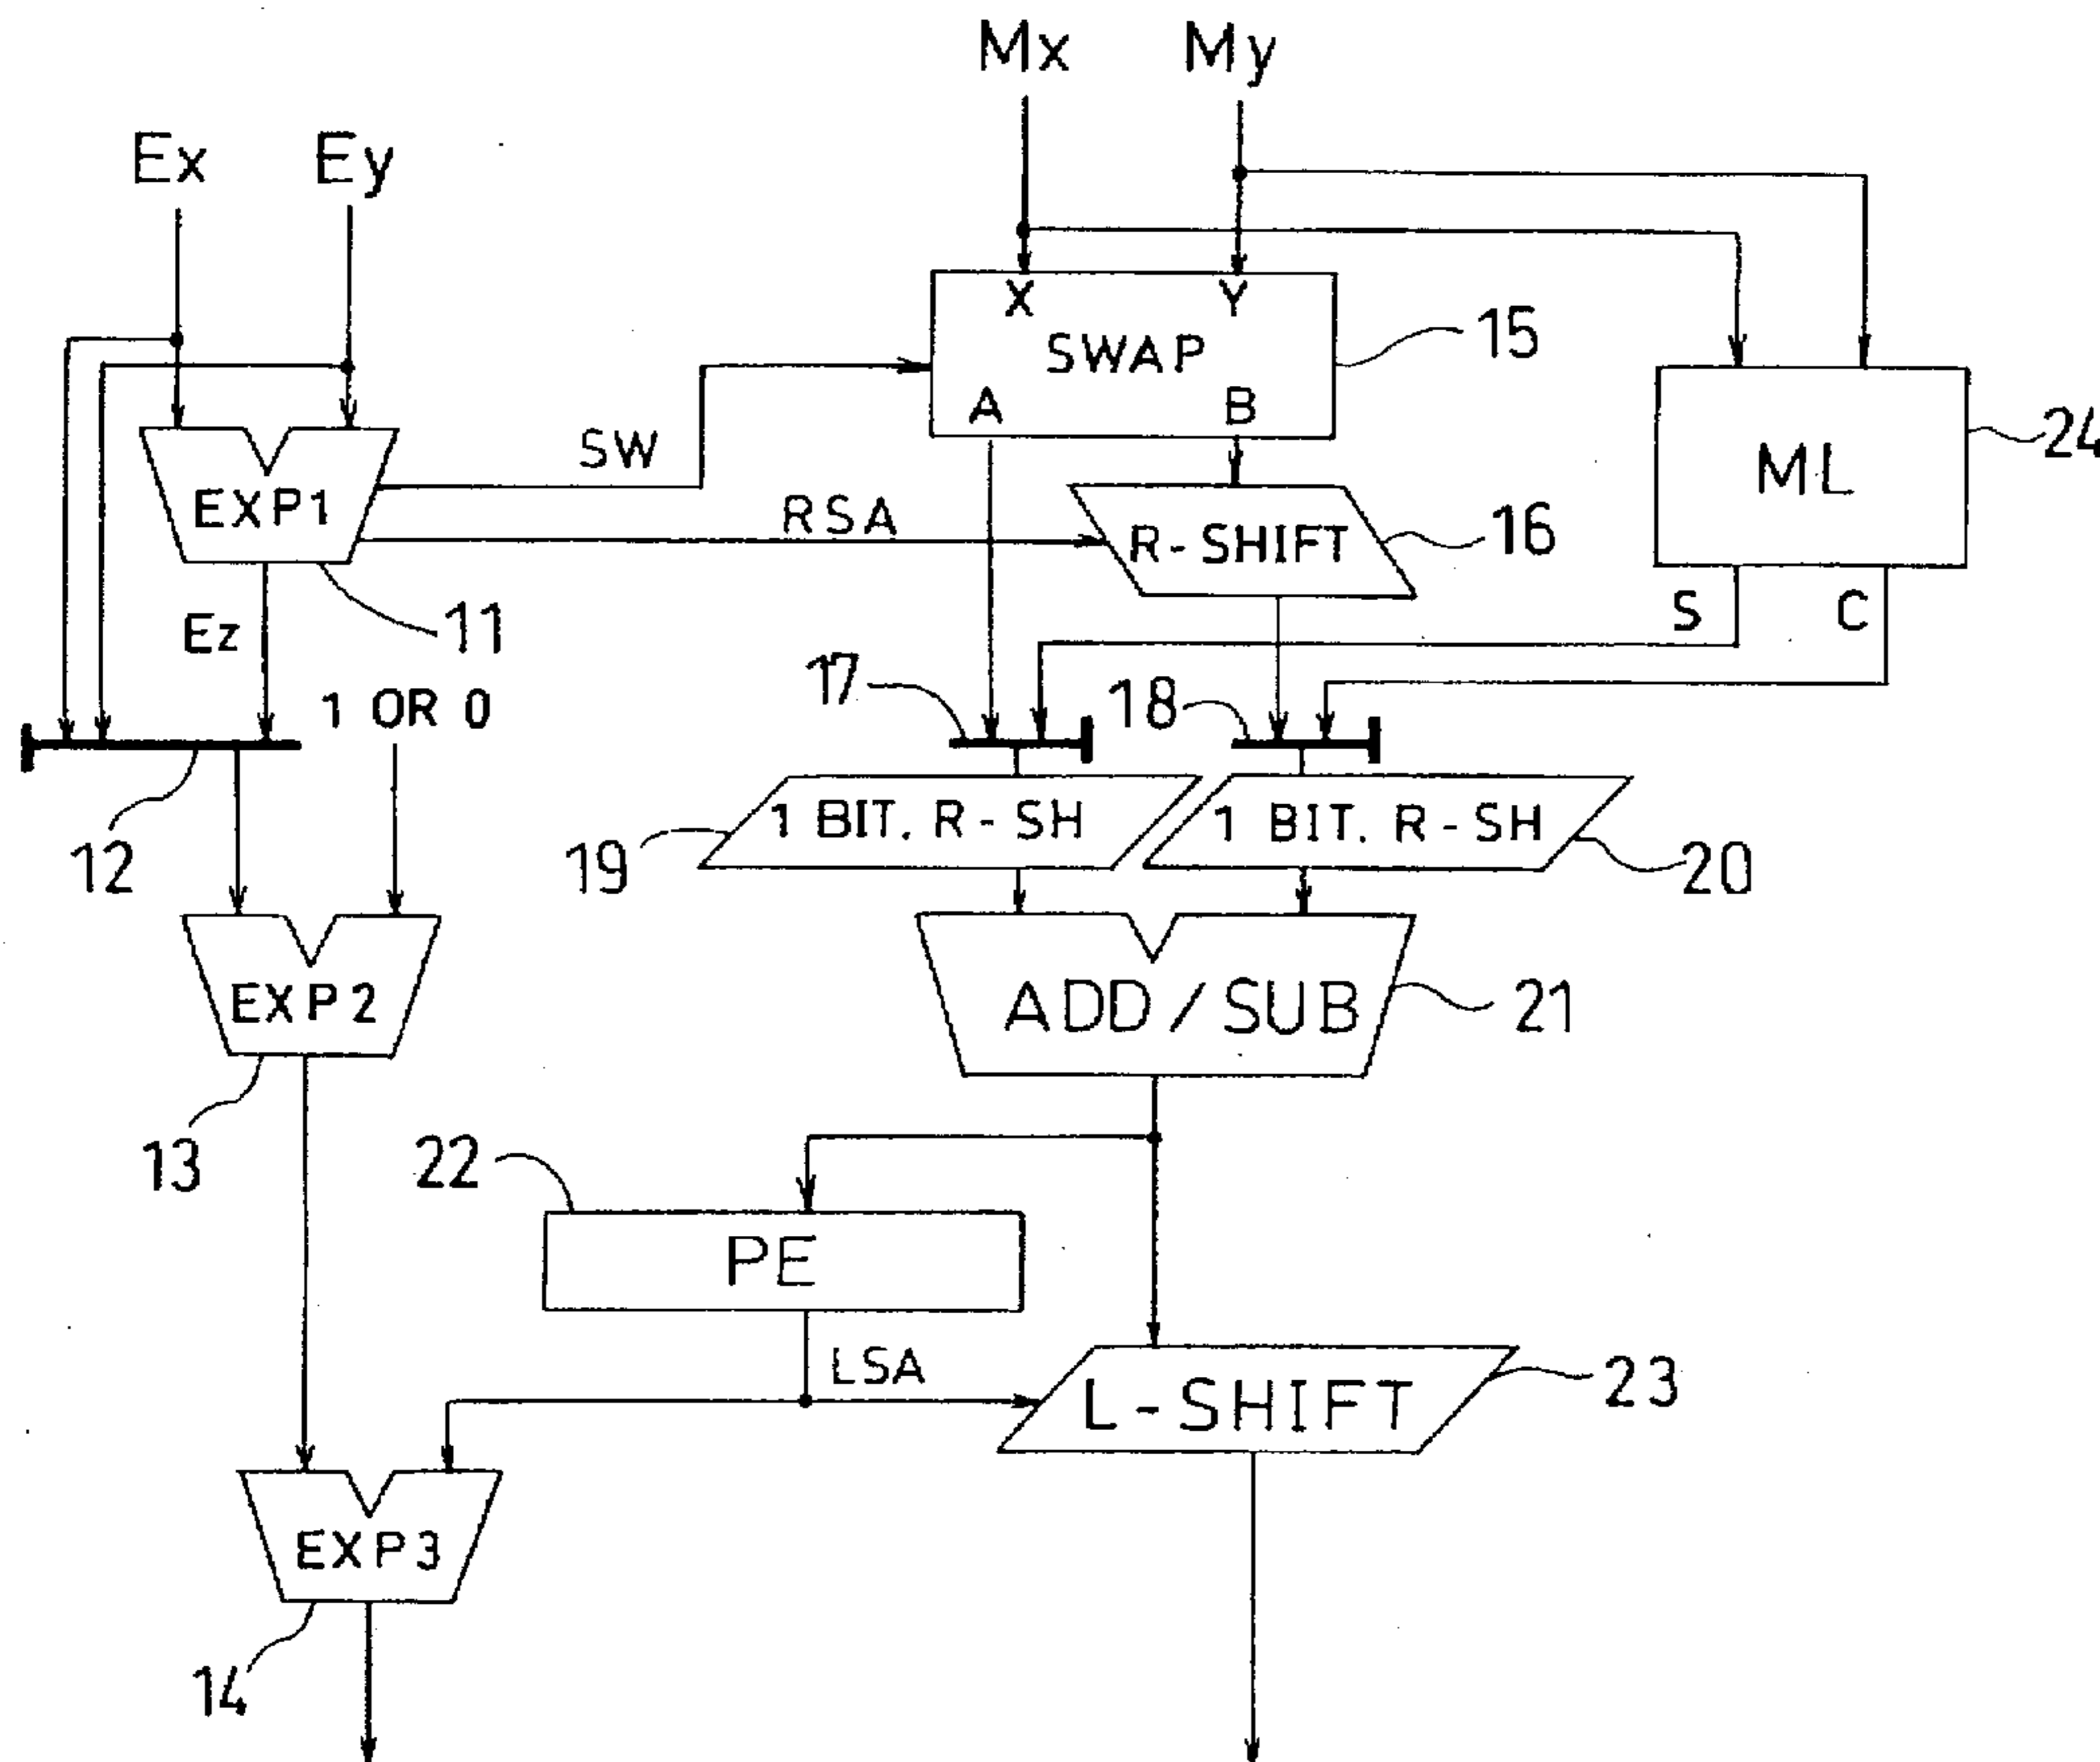 Mx
My
Ex
Ey
X
Y
SWAP
A
B
15
SW
EXP1
RSA
R-SHIFT
16
ML
24
S
C
Ez
11
1 OR 0
17
18
12
19
1 BIT. R-SH
1 BIT. R-SH
20
EXP2
13
ADD/SUB
21
22
PE
LSA
L-SHIFT
23
EXP3
14